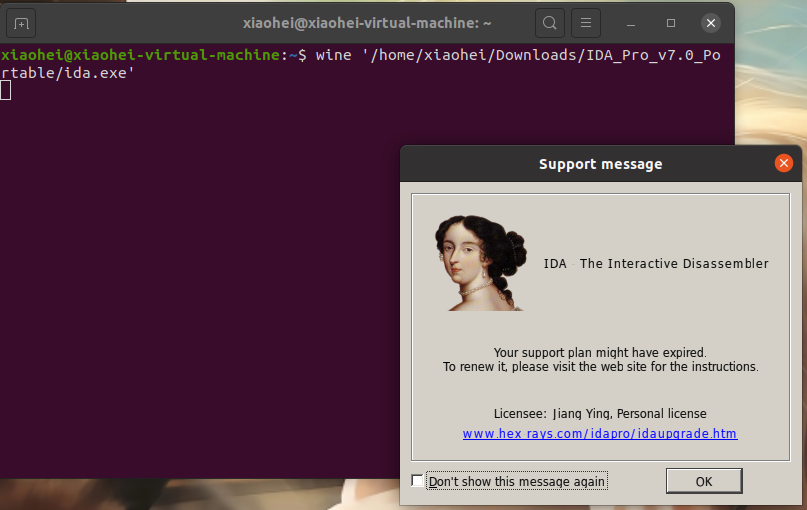 xiaohei@xiaohei-virtual-machine: ~
xiaohei@xiaohei-virtual-machine:~$ wine '/home/xiaohei/Downloads/IDA_Pro_v7.0_Po
rtable/ida.exe'
Support message
IDA - The Interactive Disassembler
Your support plan might have expired.
To renew it, please visit the web site for the instructions.
Licensee: Jiang Ying, Personal license
www.hex rays.com/idapro/idaupgrade.htm
Don't show this message again
OK